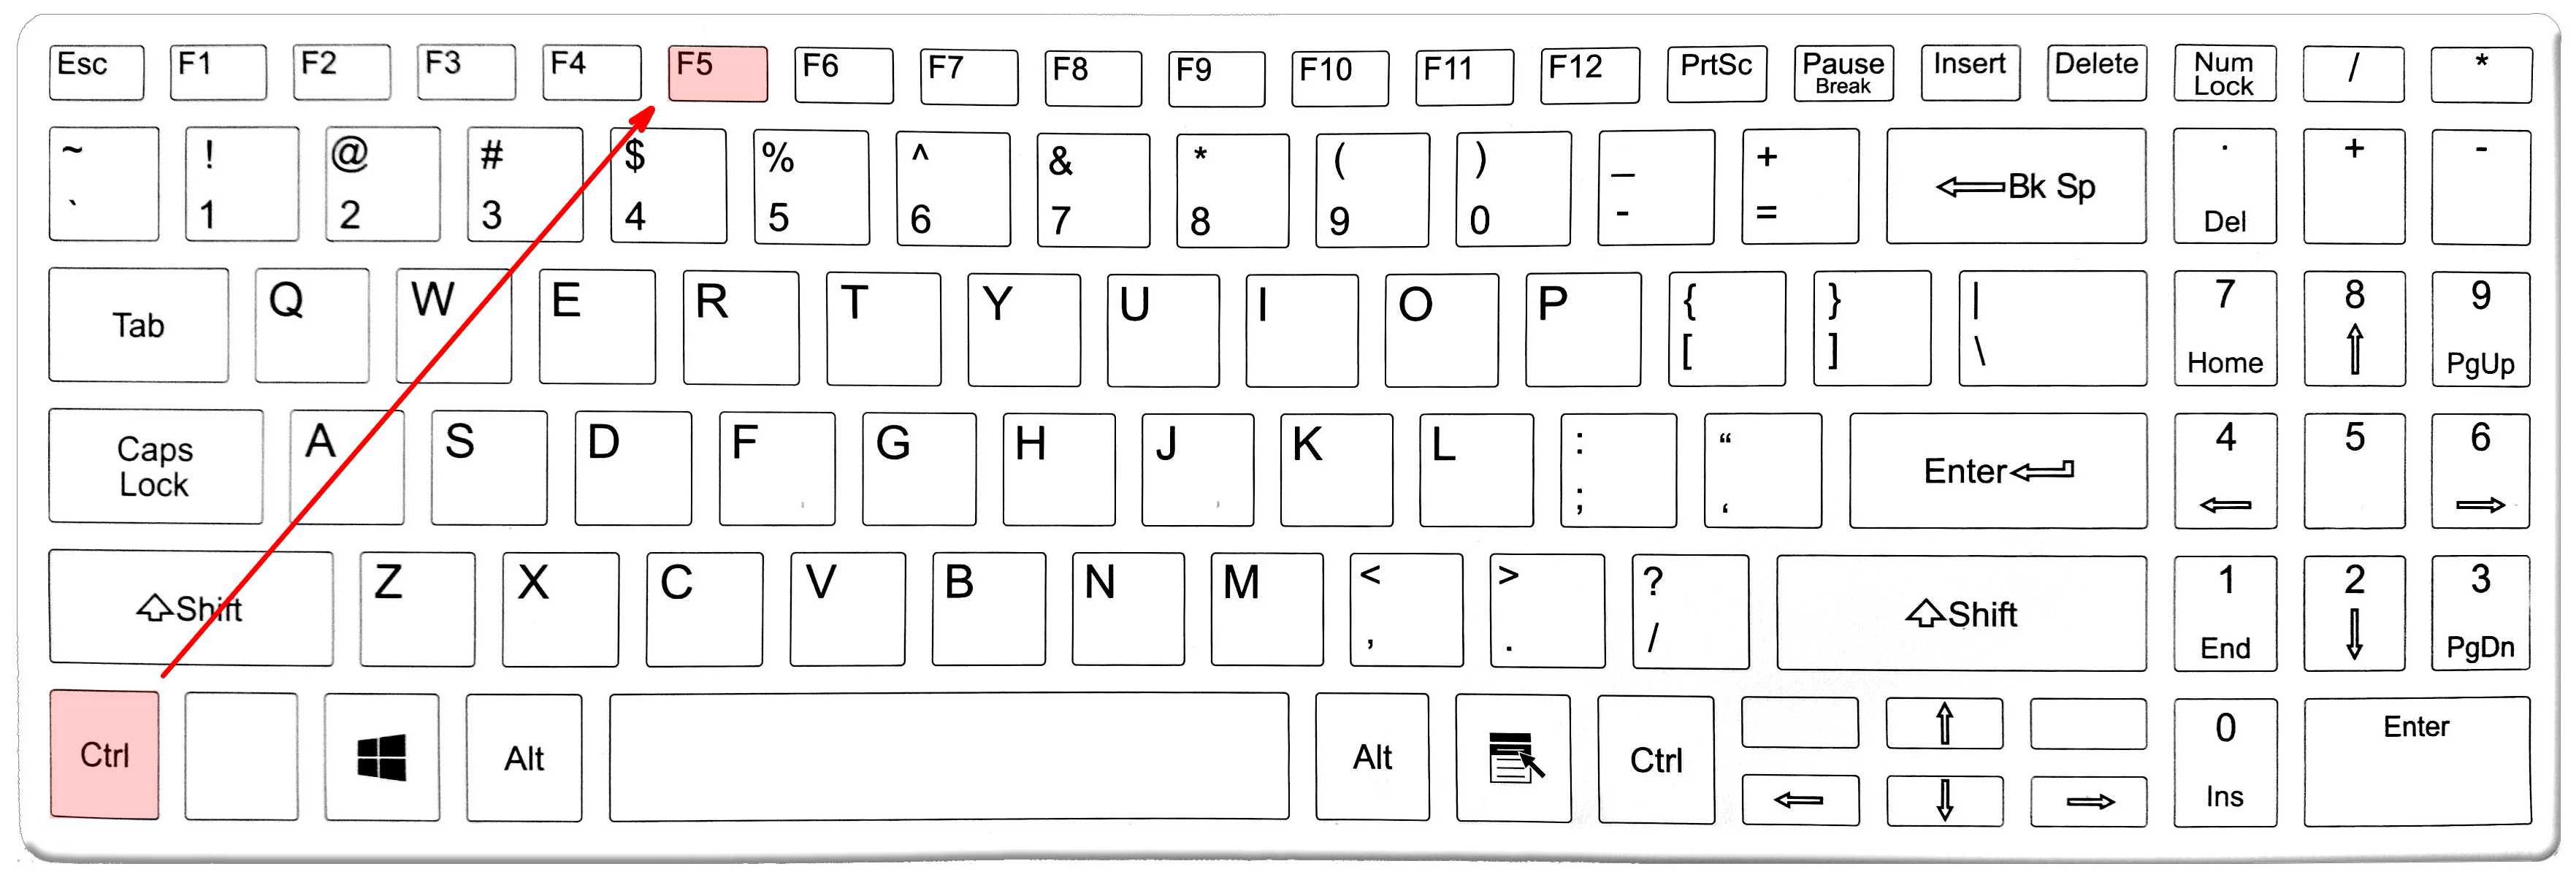 Esc F1 F2 F3 F4 F5 F6 F7 F8 F9 F10 F11 F12 PrtSc Pause Break Insert Delete Num Lock / *
~ ! @ # $ % ^ & * ( ) _ + ⇐Bk Sp . + -
` 1 2 3 4 5 6 7 8 9 0 - = Del
Tab Q W E R T Y U I O P { } | 7 8 9
[ ] \ Home ⇑ PgUp
Caps Lock A S D F G H J K L : “ Enter 4 5 6
; ‘ ⇐ ⇒
⇧Shift Z X C V B N M < > ? ⇧Shift 1 2 3
, . / End ⇓ PgDn
Ctrl Alt Alt Ctrl ⇑ 0 Enter
⇐ ⇓ ⇒ Ins